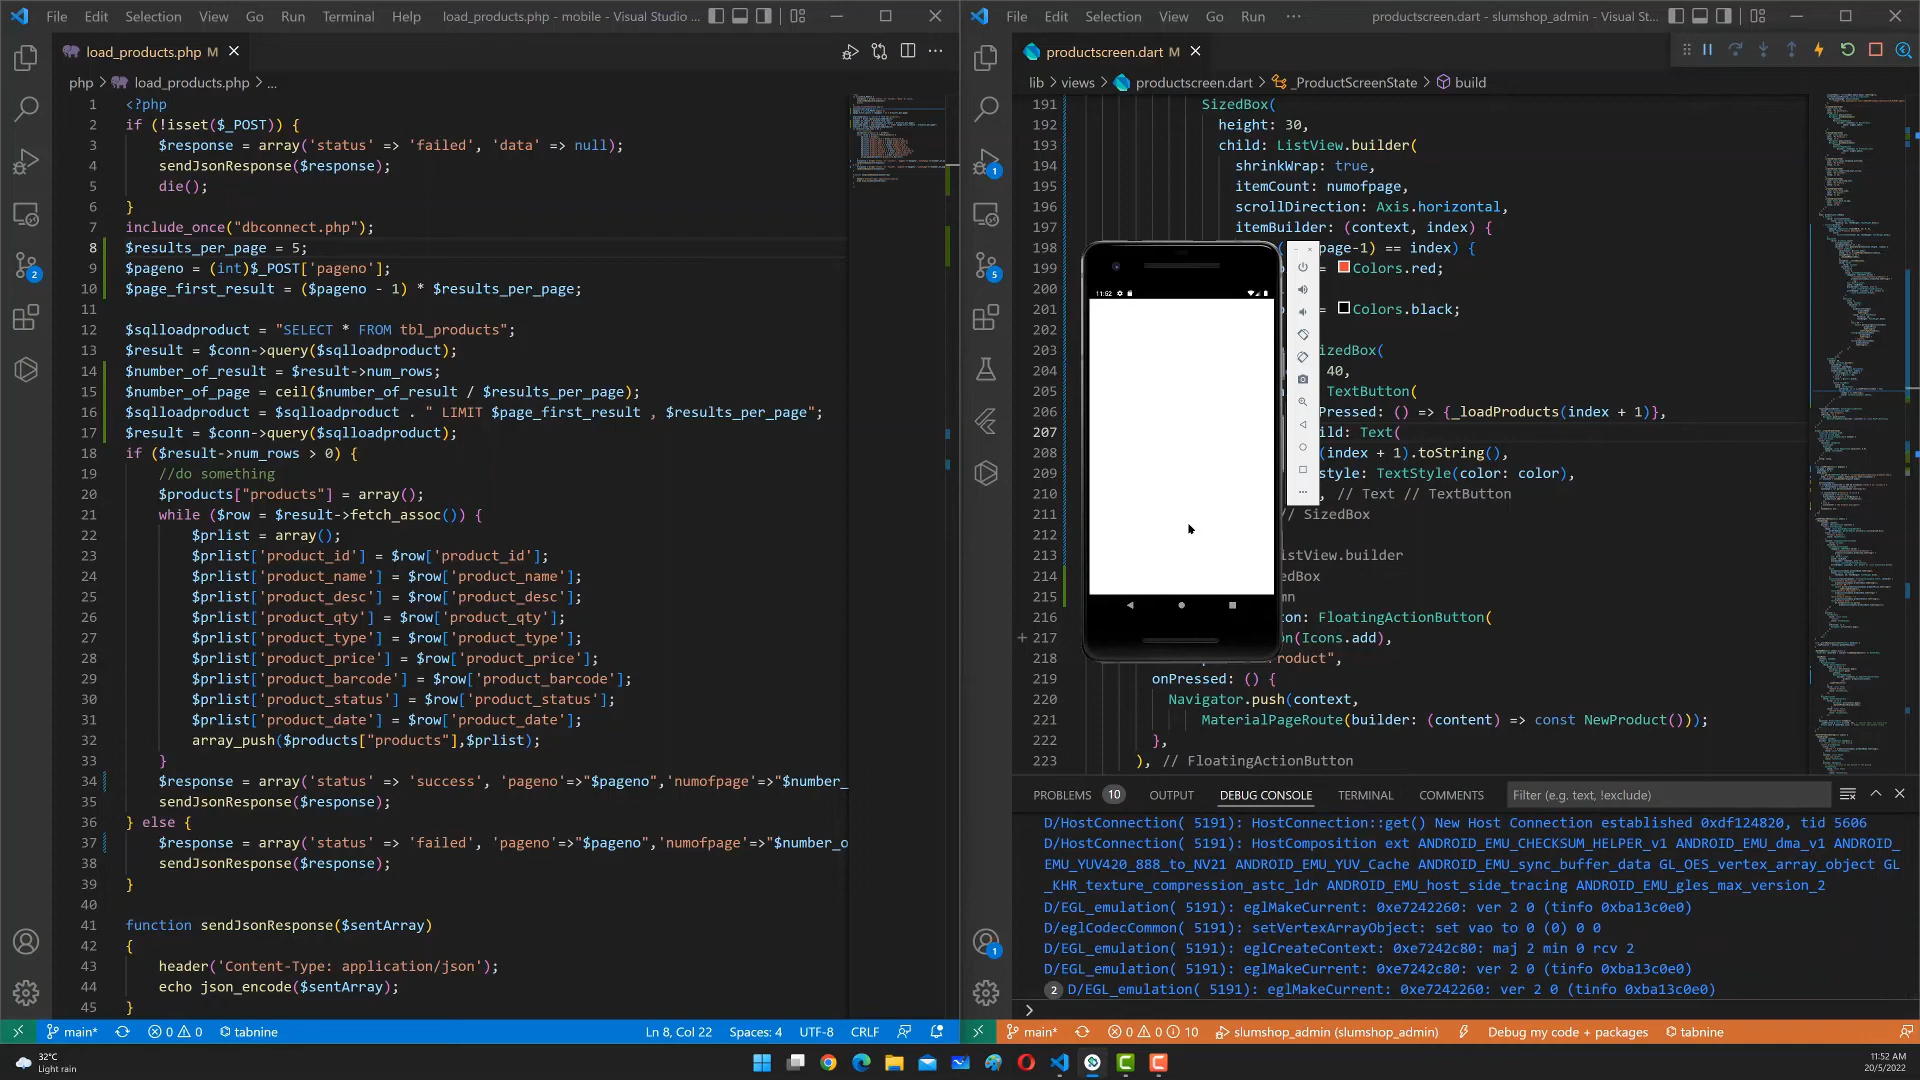 File Edit Selection View Go Run Terminal Help load_products.php - mobile - Visual Studio ...
load_products.php M
php > load_products.php > ...
1 <?php
2 if (!isset($_POST)) {
3 $response = array('status' => 'failed', 'data' => null);
4 sendJsonResponse($response);
5 die();
6 }
7 include_once("dbconnect.php");
8 $results_per_page = 5;
9 $pageno = (int)$_POST['pageno'];
10 $page_first_result = ($pageno - 1) * $results_per_page;
11
12 $sqlloadproduct = "SELECT * FROM tbl_products";
13 $result = $conn->query($sqlloadproduct);
14 $number_of_result = $result->num_rows;
15 $number_of_page = ceil($number_of_result / $results_per_page);
16 $sqlloadproduct = $sqlloadproduct . " LIMIT $page_first_result , $results_per_page";
17 $result = $conn->query($sqlloadproduct);
18 if ($result->num_rows > 0) {
19 //do something
20 $products["products"] = array();
21 while ($row = $result->fetch_assoc()) {
22 $prlist = array();
23 $prlist['product_id'] = $row['product_id'];
24 $prlist['product_name'] = $row['product_name'];
25 $prlist['product_desc'] = $row['product_desc'];
26 $prlist['product_qty'] = $row['product_qty'];
27 $prlist['product_type'] = $row['product_type'];
28 $prlist['product_price'] = $row['product_price'];
29 $prlist['product_barcode'] = $row['product_barcode'];
30 $prlist['product_status'] = $row['product_status'];
31 $prlist['product_date'] = $row['product_date'];
32 array_push($products["products"],$prlist);
33 }
34 $response = array('status' => 'success', 'pageno'=>"$pageno",'numofpage'=>"$number_
35 sendJsonResponse($response);
36 } else {
37 $response = array('status' => 'failed', 'pageno'=>"$pageno",'numofpage'=>"$number_o
38 sendJsonResponse($response);
39 }
40
41 function sendJsonResponse($sentArray)
42 {
43 header('Content-Type: application/json');
44 echo json_encode($sentArray);
45 }
2
main* 0 0 tabnine Ln 8, Col 22 Spaces: 4 UTF-8 CRLF
File Edit Selection View Go Run ... productscreen.dart - slumshop_admin - Visual St...
productscreen.dart M
lib > views > productscreen.dart > _ProductScreenState > build
191 SizedBox(
192 height: 30,
193 child: ListView.builder(
194 shrinkWrap: true,
195 itemCount: numofpage,
196 scrollDirection: Axis.horizontal,
197 itemBuilder: (context, index) {
198 page-1) == index) {
199 = Colors.red;
200
201 = Colors.black;
202
203 izedBox(
204 40,
205 TextButton(
206 Pressed: () => {_loadProducts(index + 1)},
207 ild: Text(
208 (index + 1).toString(),
209 style: TextStyle(color: color),
210 , // Text // TextButton
211 // SizedBox
212
213 istView.builder
214 edBox
215 n
216 on: FloatingActionButton(
217 n(Icons.add),
218 roduct",
219 onPressed: () {
220 Navigator.push(context,
221 MaterialPageRoute(builder: (content) => const NewProduct()));
222 },
223 ), // FloatingActionButton
11:52
1
5
1
PROBLEMS 10 OUTPUT DEBUG CONSOLE TERMINAL COMMENTS Filter (e.g. text, !exclude)
D/HostConnection( 5191): HostConnection::get() New Host Connection established 0xdf124820, tid 5606
D/HostConnection( 5191): HostComposition ext ANDROID_EMU_CHECKSUM_HELPER_v1 ANDROID_EMU_dma_v1 ANDROID_
EMU_YUV420_888_to_NV21 ANDROID_EMU_YUV_Cache ANDROID_EMU_sync_buffer_data GL_OES_vertex_array_object GL
_KHR_texture_compression_astc_ldr ANDROID_EMU_host_side_tracing ANDROID_EMU_gles_max_version_2
D/EGL_emulation( 5191): eglMakeCurrent: 0xe7242260: ver 2 0 (tinfo 0xba13c0e0)
D/eglCodecCommon( 5191): setVertexArrayObject: set vao to 0 (0) 0 0
D/EGL_emulation( 5191): eglCreateContext: 0xe7242c80: maj 2 min 0 rcv 2
D/EGL_emulation( 5191): eglMakeCurrent: 0xe7242c80: ver 2 0 (tinfo 0xba13c0e0)
2 D/EGL_emulation( 5191): eglMakeCurrent: 0xe7242260: ver 2 0 (tinfo 0xba13c0e0)
main* 0 0 10 slumshop_admin (slumshop_admin) Debug my code + packages tabnine
32°C
Light rain
11:52 AM
20/5/2022